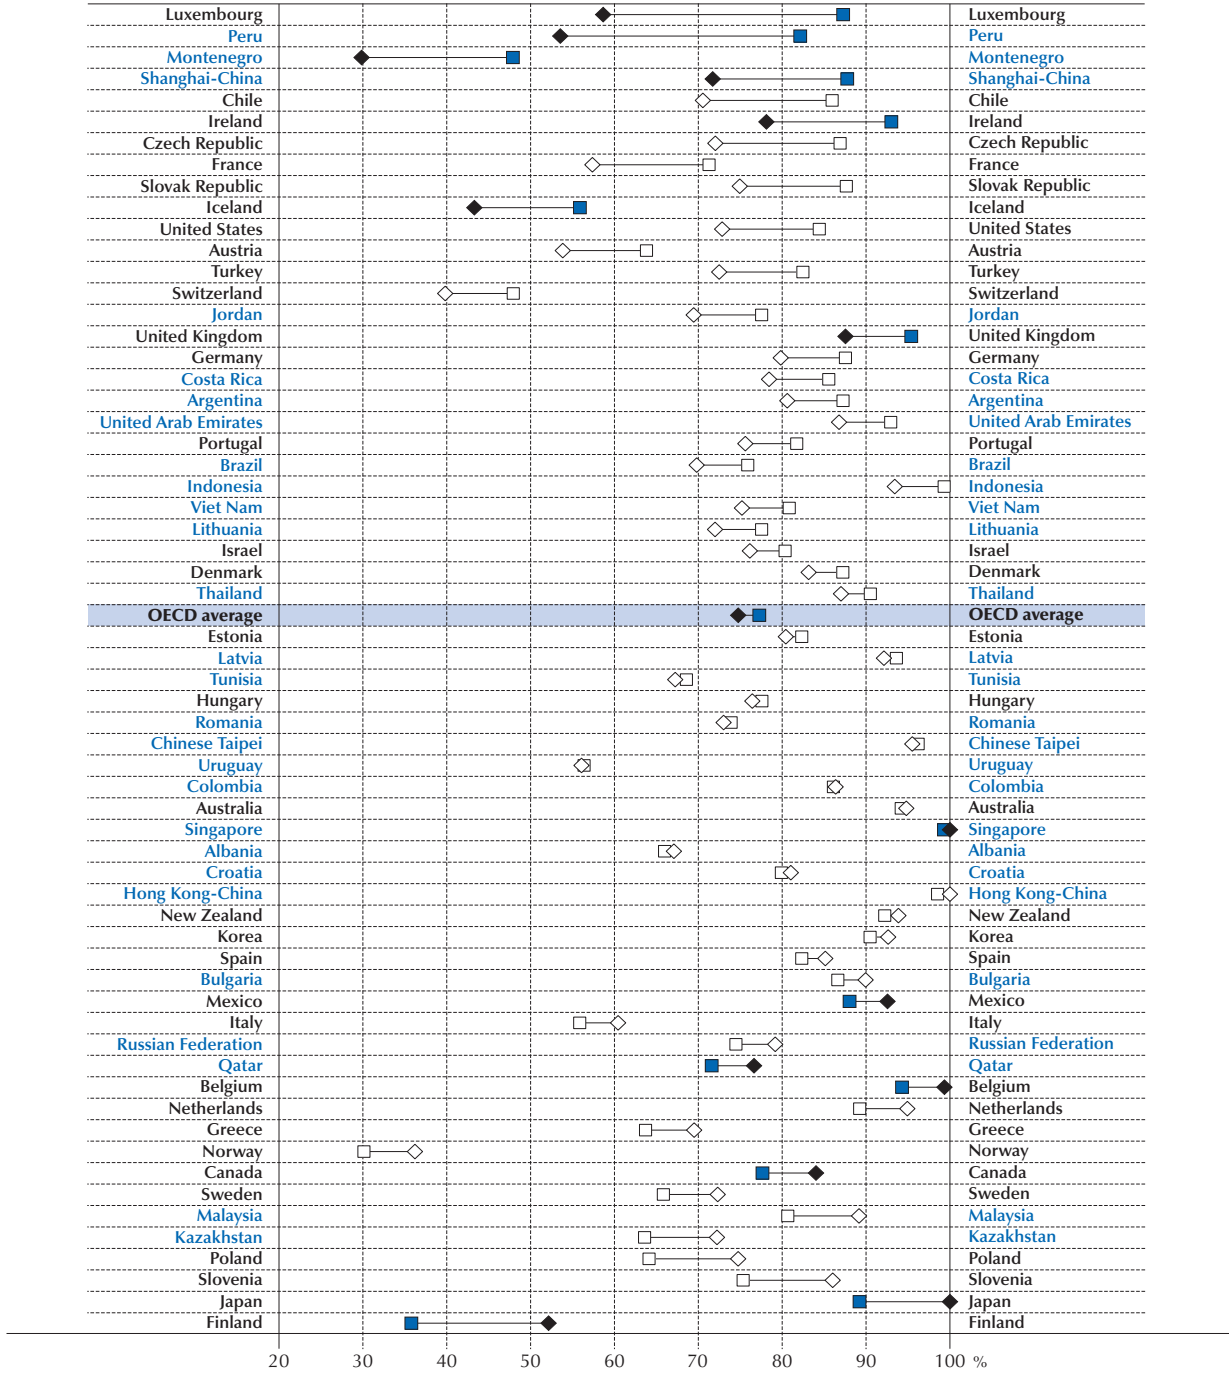 Luxembourg Luxembourg
Peru Peru
Montenegro Montenegro
Shanghai-China Shanghai-China
Chile Chile
Ireland Ireland
Czech Republic Czech Republic
France France
Slovak Republic Slovak Republic
Iceland Iceland
United States United States
Austria Austria
Turkey Turkey
Switzerland Switzerland
Jordan Jordan
United Kingdom United Kingdom
Germany Germany
Costa Rica Costa Rica
Argentina Argentina
United Arab Emirates United Arab Emirates
Portugal Portugal
Brazil Brazil
Indonesia Indonesia
Viet Nam Viet Nam
Lithuania Lithuania
Israel Israel
Denmark Denmark
Thailand Thailand
OECD average OECD average
Estonia Estonia
Latvia Latvia
Tunisia Tunisia
Hungary Hungary
Romania Romania
Chinese Taipei Chinese Taipei
Uruguay Uruguay
Colombia Colombia
Australia Australia
Singapore Singapore
Albania Albania
Croatia Croatia
Hong Kong-China Hong Kong-China
New Zealand New Zealand
Korea Korea
Spain Spain
Bulgaria Bulgaria
Mexico Mexico
Italy Italy
Russian Federation Russian Federation
Qatar Qatar
Belgium Belgium
Netherlands Netherlands
Greece Greece
Norway Norway
Canada Canada
Sweden Sweden
Malaysia Malaysia
Kazakhstan Kazakhstan
Poland Poland
Slovenia Slovenia
Japan Japan
Finland Finland
20 30 40 50 60 70 80 90 100 %